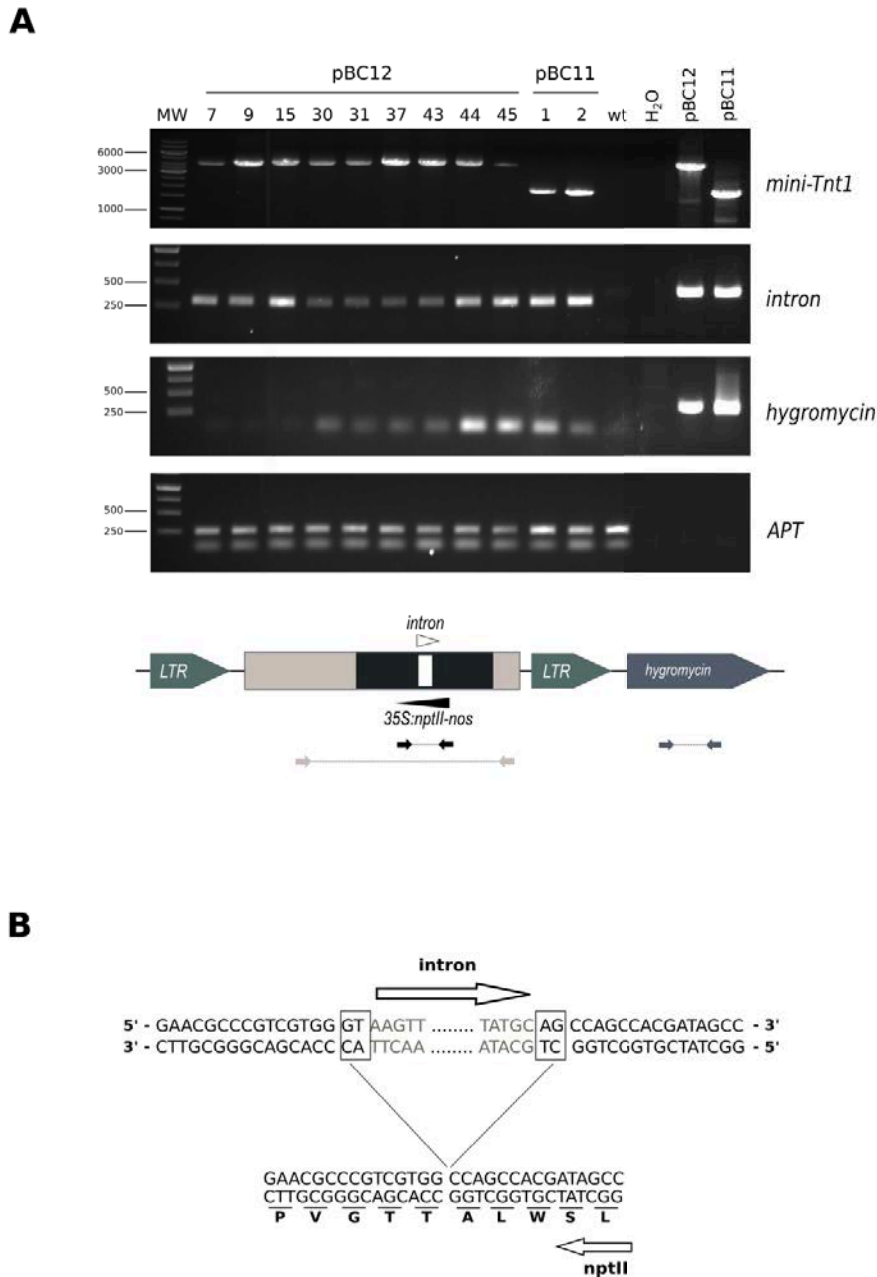 A
pBC12 pBC11
MW 7 9 15 30 31 37 43 44 45 1 2 wt H2O pBC12 pBC11
6000
3000
1000
mini-Tnt1
500
250
intron
500
250
hygromycin
500
250
APT
intron
LTR LTR hygromycin
35S:nptII-nos
B
intron
5' - GAACGCCCGTCGTGG GT AAGTT ........ TATGC AG CCAGCCACGATAGCC - 3'
3' - CTTGCGGGCAGCACC CA TTCAA ........ ATACG TC GGTCGGTGCTATCGG - 5'
GAACGCCCGTCGTGG CCAGCCACGATAGCC
CTTGCGGGCAGCACC GGTCGGTGCTATCGG
P V G T T A L W S L
nptII